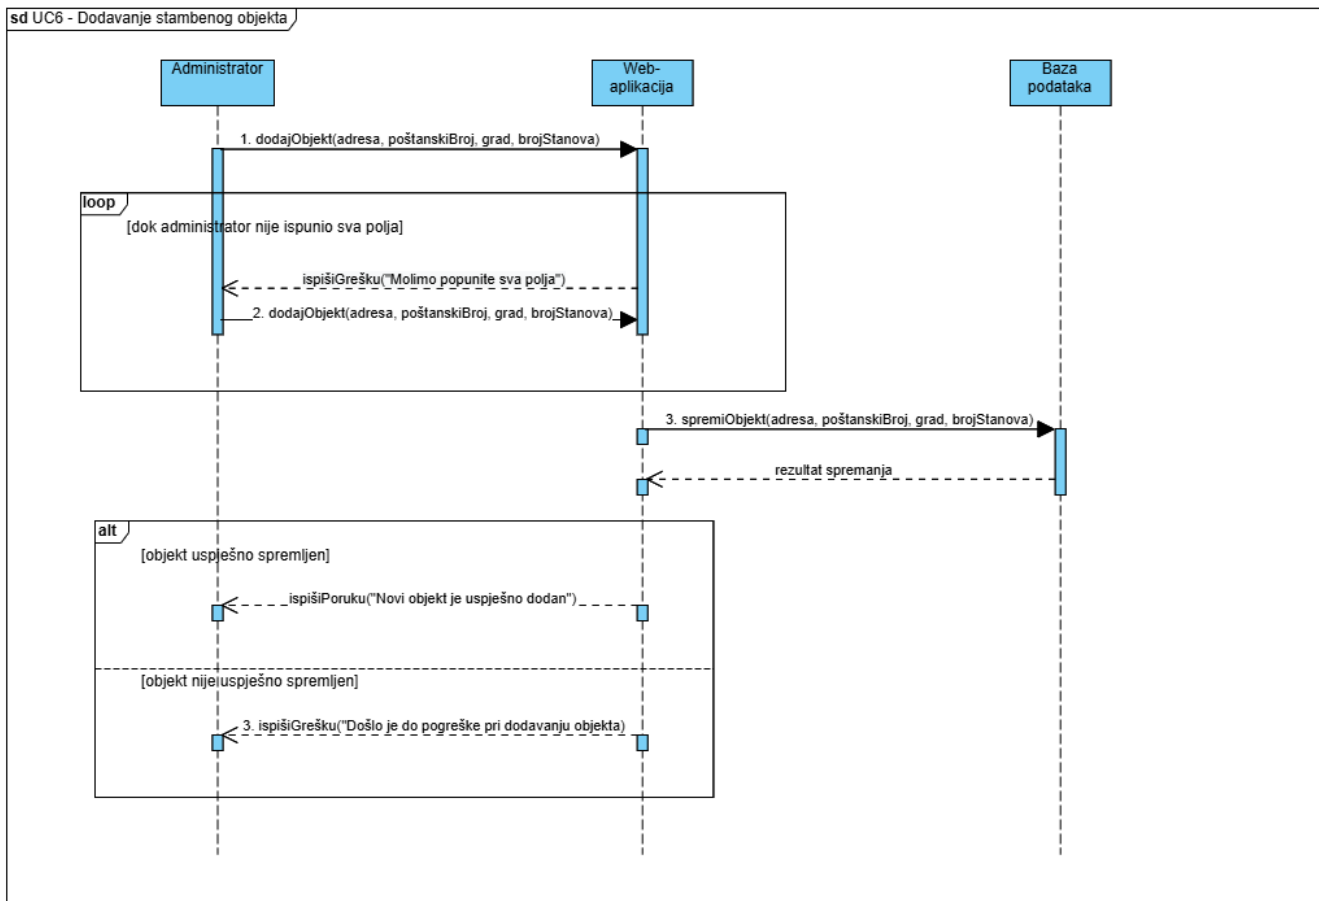 sd UC6 - Dodavanje stambenog objekta
Administrator
Web-
aplikacija
Baza
podataka
1. dodajObjekt(adresa, poštanskiBroj, grad, brojStanova)
loop
[dok administrator nije ispunio sva polja]
ispišiGrešku("Molimo popunite sva polja")
2. dodajObjekt(adresa, poštanskiBroj, grad, brojStanova)
3. spremiObjekt(adresa, poštanskiBroj, grad, brojStanova)
rezultat spremanja
alt
[objekt uspješno spremljen]
ispišiPoruku("Novi objekt je uspješno dodan")
[objekt nije uspješno spremljen]
3. ispišiGrešku("Došlo je do pogreške pri dodavanju objekta)